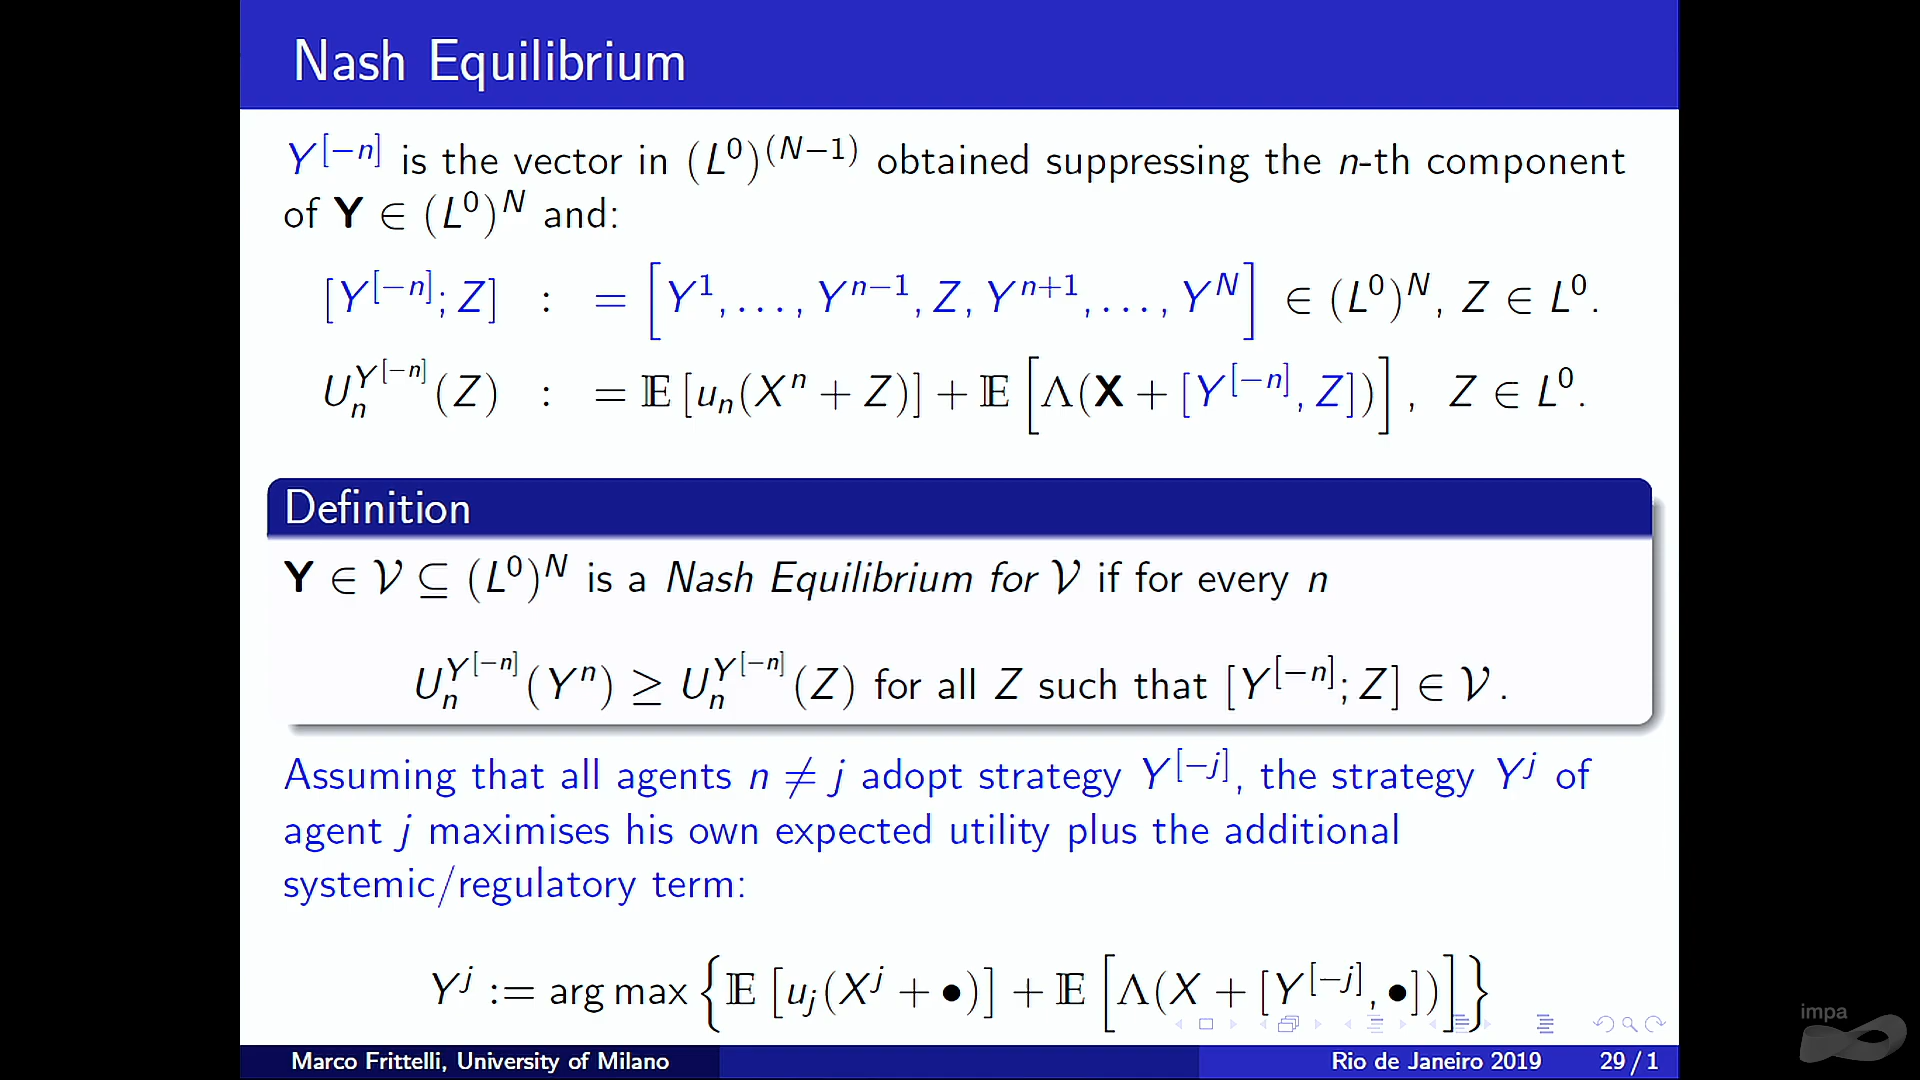 Nash Equilibrium
Y^{[−n]} is the vector in (L^0)^{(N−1)} obtained suppressing the n-th component
of Y ∈ (L^0)^N and:
[Y^{[−n]}; Z] : = [Y^1, . . . , Y^{n−1}, Z, Y^{n+1}, . . . , Y^N] ∈ (L^0)^N, Z ∈ L^0.
U_n^{Y^{[−n]}}(Z) : = 𝔼 [u_n(X^n + Z)] + 𝔼 [Λ(X + [Y^{[−n]}, Z])] , Z ∈ L^0.
Definition
Y ∈ 𝒱 ⊆ (L^0)^N is a Nash Equilibrium for 𝒱 if for every n
U_n^{Y^{[−n]}}(Y^n) ≥ U_n^{Y^{[−n]}}(Z) for all Z such that [Y^{[−n]}; Z] ∈ 𝒱.
Assuming that all agents n ≠ j adopt strategy Y^{[−j]}, the strategy Y^j of
agent j maximises his own expected utility plus the additional
systemic/regulatory term:
Y^j := arg max {𝔼 [u_j(X^j + •)] + 𝔼 [Λ(X + [Y^{[−j]}, •])]}
impa
Marco Frittelli, University of Milano Rio de Janeiro 2019 29 / 1